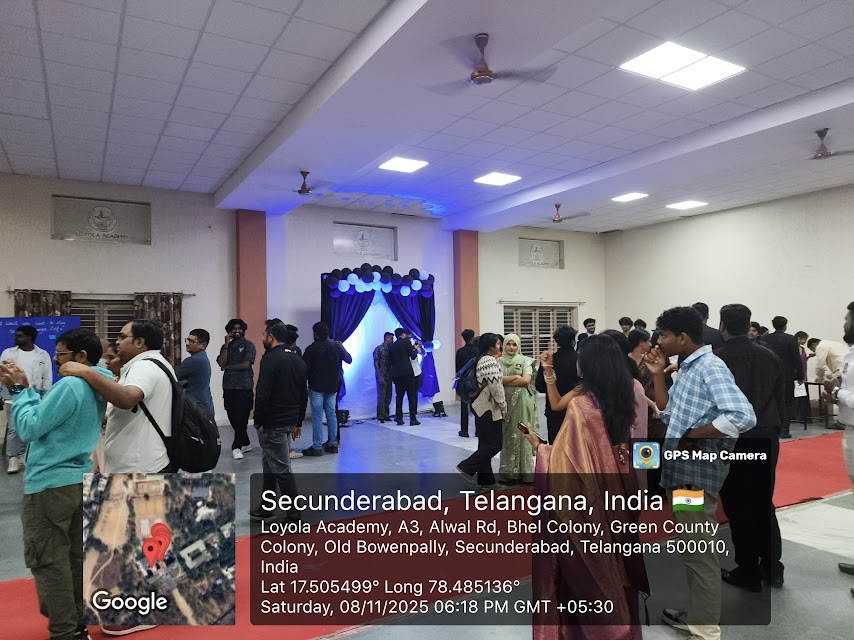 LOYOLA ACADEMY
GPS Map Camera
Secunderabad, Telangana, India
Loyola Academy, A3, Alwal Rd, Bhel Colony, Green County
Colony, Old Bowenpally, Secunderabad, Telangana 500010,
India
Lat 17.505499° Long 78.485136°
Saturday, 08/11/2025 06:18 PM GMT +05:30
Google